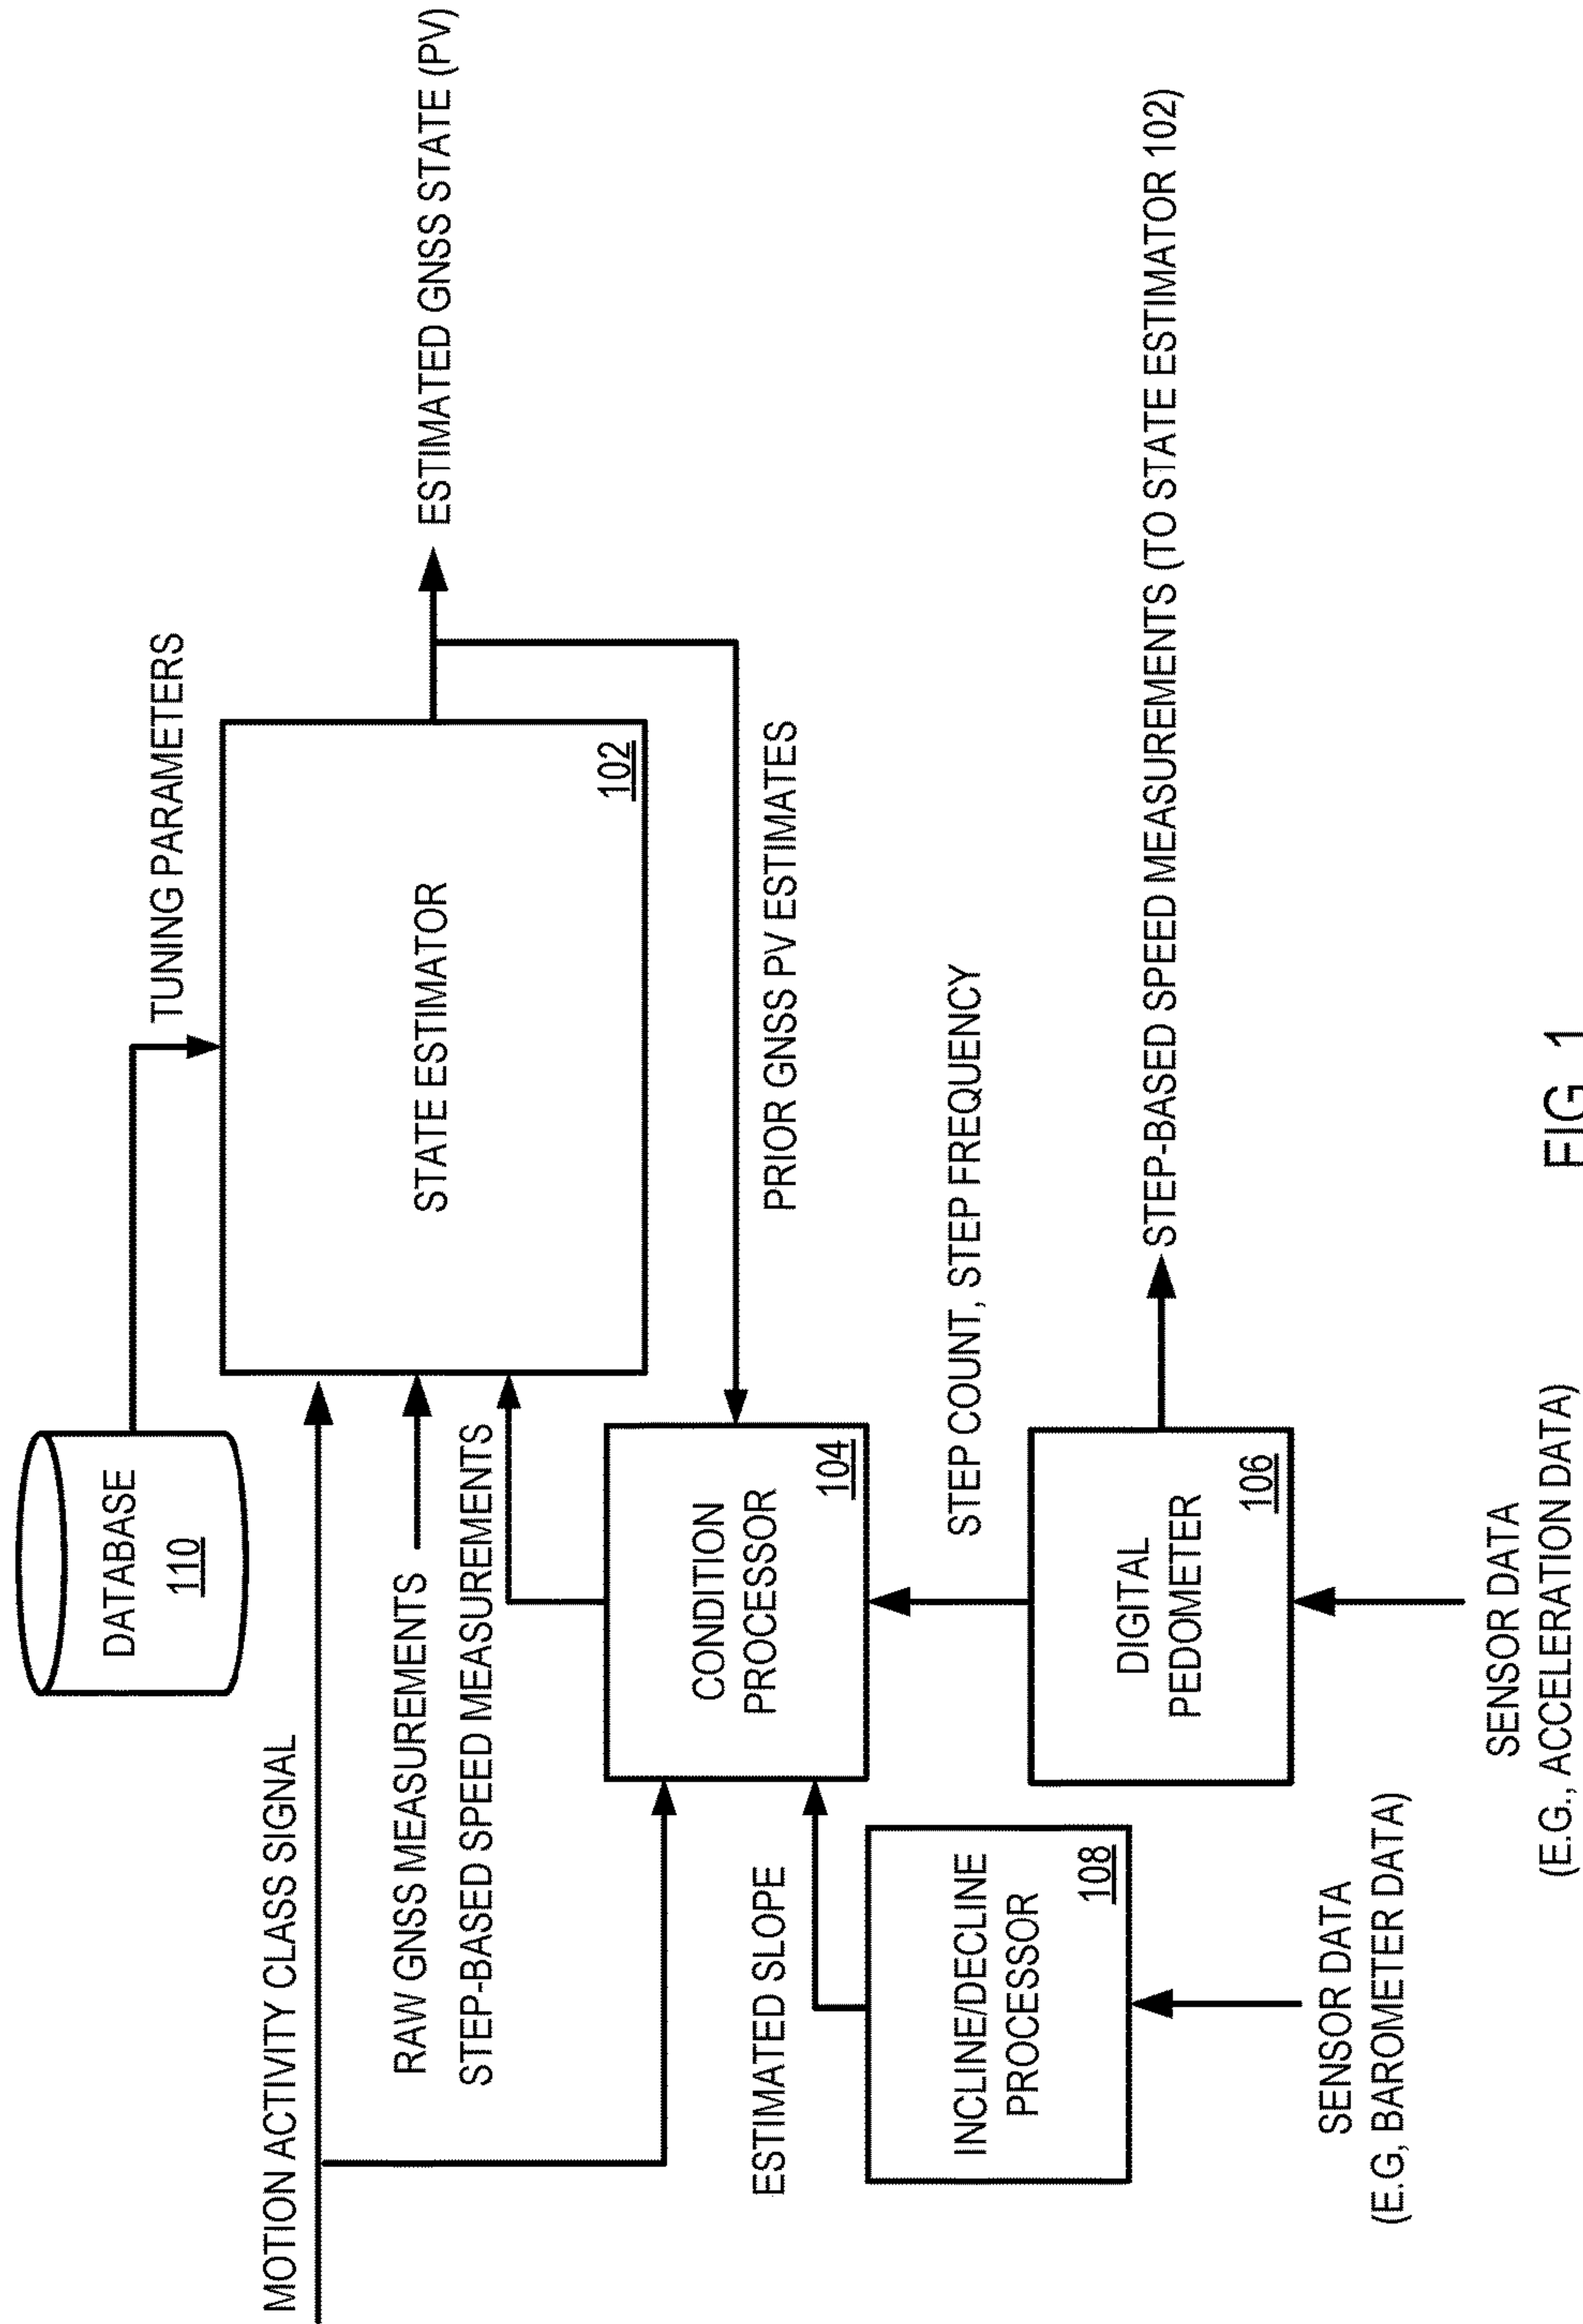 DATABASE
110
TUNING PARAMETERS
MOTION ACTIVITY CLASS SIGNAL
RAW GNSS MEASUREMENTS
STEP-BASED SPEED MEASUREMENTS
STATE ESTIMATOR
102
ESTIMATED GNSS STATE (PV)
PRIOR GNSS PV ESTIMATES
CONDITION
PROCESSOR
104
ESTIMATED SLOPE
STEP COUNT, STEP FREQUENCY
INCLINE/DECLINE
PROCESSOR
108
DIGITAL
PEDOMETER
106
STEP-BASED SPEED MEASUREMENTS (TO STATE ESTIMATOR 102)
SENSOR DATA
(E.G, BAROMETER DATA)
SENSOR DATA
(E.G., ACCELERATION DATA)
FIG. 1